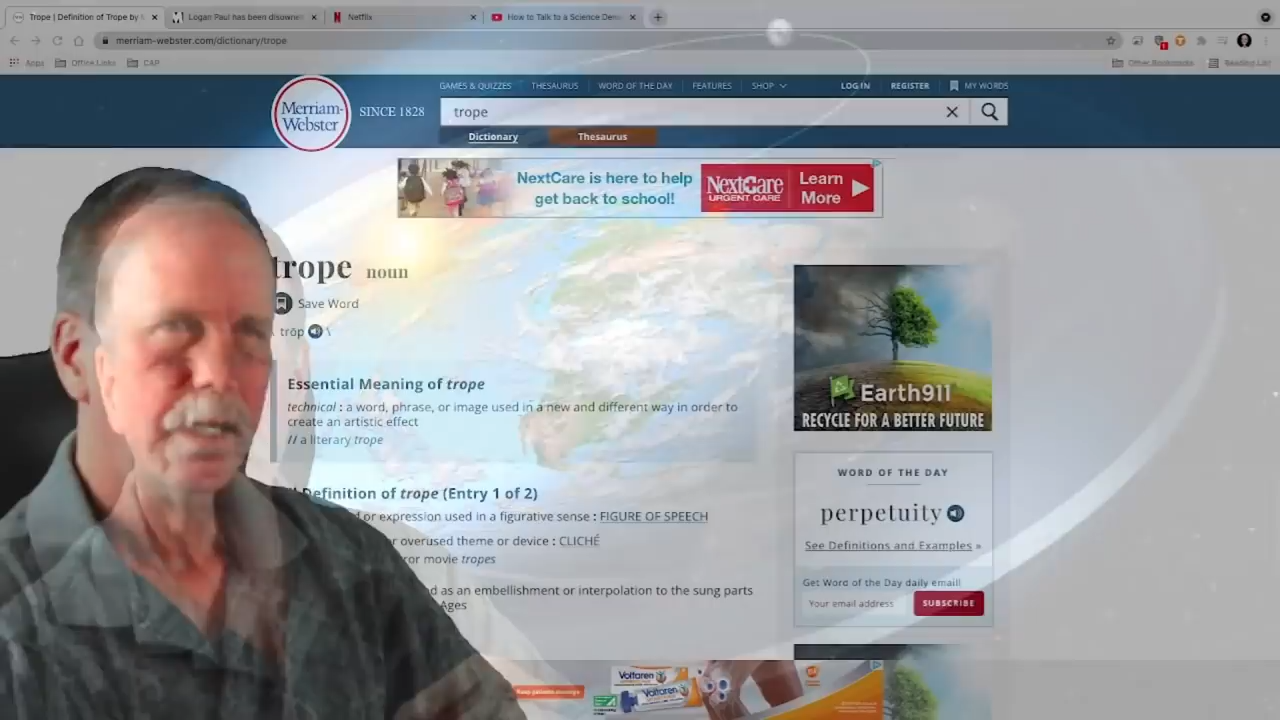 Trope | Definition of Trope by M
Logan Paul has been disowne
Netflix
How to Talk to a Science Deni
merriam-webster.com/dictionary/trope
Apps
Office Links
CAP
Other Bookmarks
Reading List
GAMES & QUIZZES
THESAURUS
WORD OF THE DAY
FEATURES
SHOP
LOG IN
REGISTER
MY WORDS
Merriam-
Webster
SINCE 1828
trope
Dictionary
Thesaurus
NextCare is here to help
get back to school!
NextCare
URGENT CARE
Learn
More
trope noun
Save Word
\ ˈtrōp \
Essential Meaning of trope
technical : a word, phrase, or image used in a new and different way in order to
create an artistic effect
// a literary trope
Definition of trope (Entry 1 of 2)
or expression used in a figurative sense : FIGURE OF SPEECH
or overused theme or device : CLICHÉ
movie tropes
as an embellishment or interpolation to the sung parts
Ages
Earth911
RECYCLE FOR A BETTER FUTURE
WORD OF THE DAY
perpetuity
See Definitions and Examples »
Get Word of the Day daily email!
Your email address
SUBSCRIBE
Voltaren
Voltaren